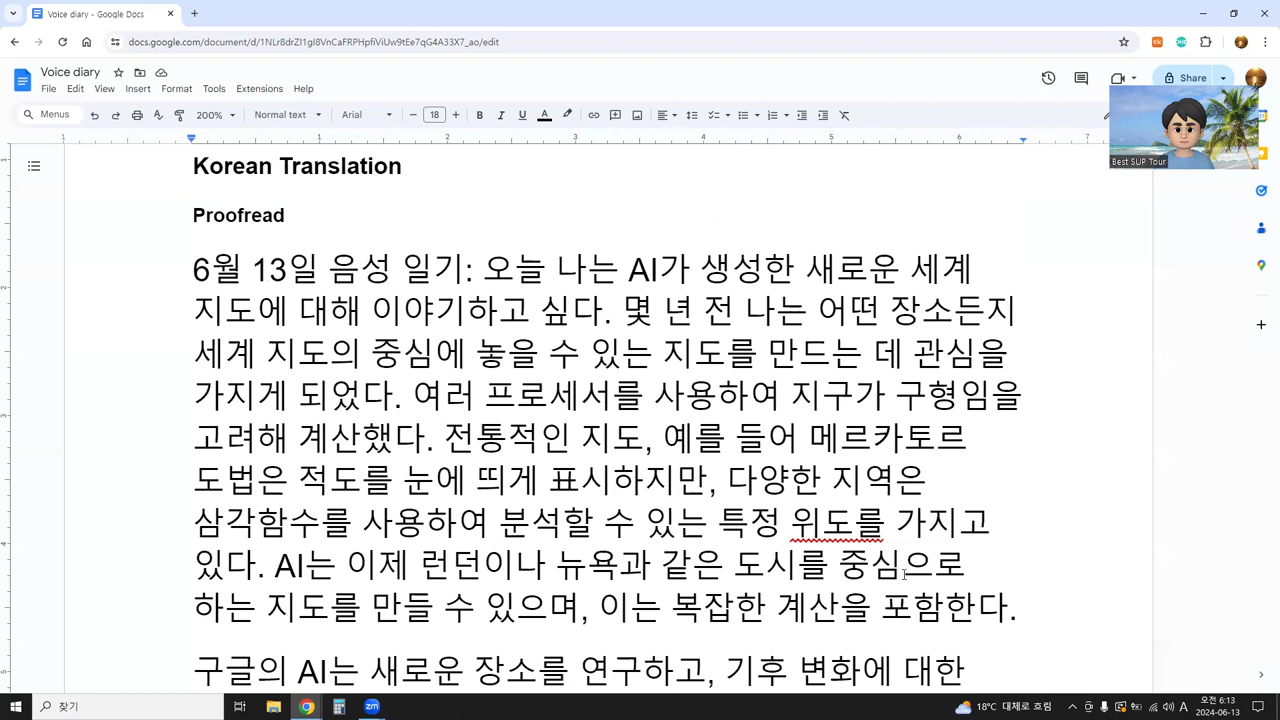 Voice diary - Google Docs
docs.google.com/document/d/1NLr8drZI1gI8VnCaFRPHpfiViUw9tEe7qG4A33X7_ao/edit
Voice diary
File Edit View Insert Format Tools Extensions Help
Share
Menus 200% Normal text Arial 18
1 1 2 3 4 5 6 7
Best SUP Tour
Korean Translation
Proofread
6월 13일 음성 일기: 오늘 나는 AI가 생성한 새로운 세계
지도에 대해 이야기하고 싶다. 몇 년 전 나는 어떤 장소든지
세계 지도의 중심에 놓을 수 있는 지도를 만드는 데 관심을
가지게 되었다. 여러 프로세서를 사용하여 지구가 구형임을
고려해 계산했다. 전통적인 지도, 예를 들어 메르카토르
도법은 적도를 눈에 띄게 표시하지만, 다양한 지역은
삼각함수를 사용하여 분석할 수 있는 특정 위도를 가지고
있다. AI는 이제 런던이나 뉴욕과 같은 도시를 중심으로
하는 지도를 만들 수 있으며, 이는 복잡한 계산을 포함한다.
구글의 AI는 새로운 장소를 연구하고, 기후 변화에 대한
찾기
18°C 대체로 흐림
A
오전 6:13
2024-06-13